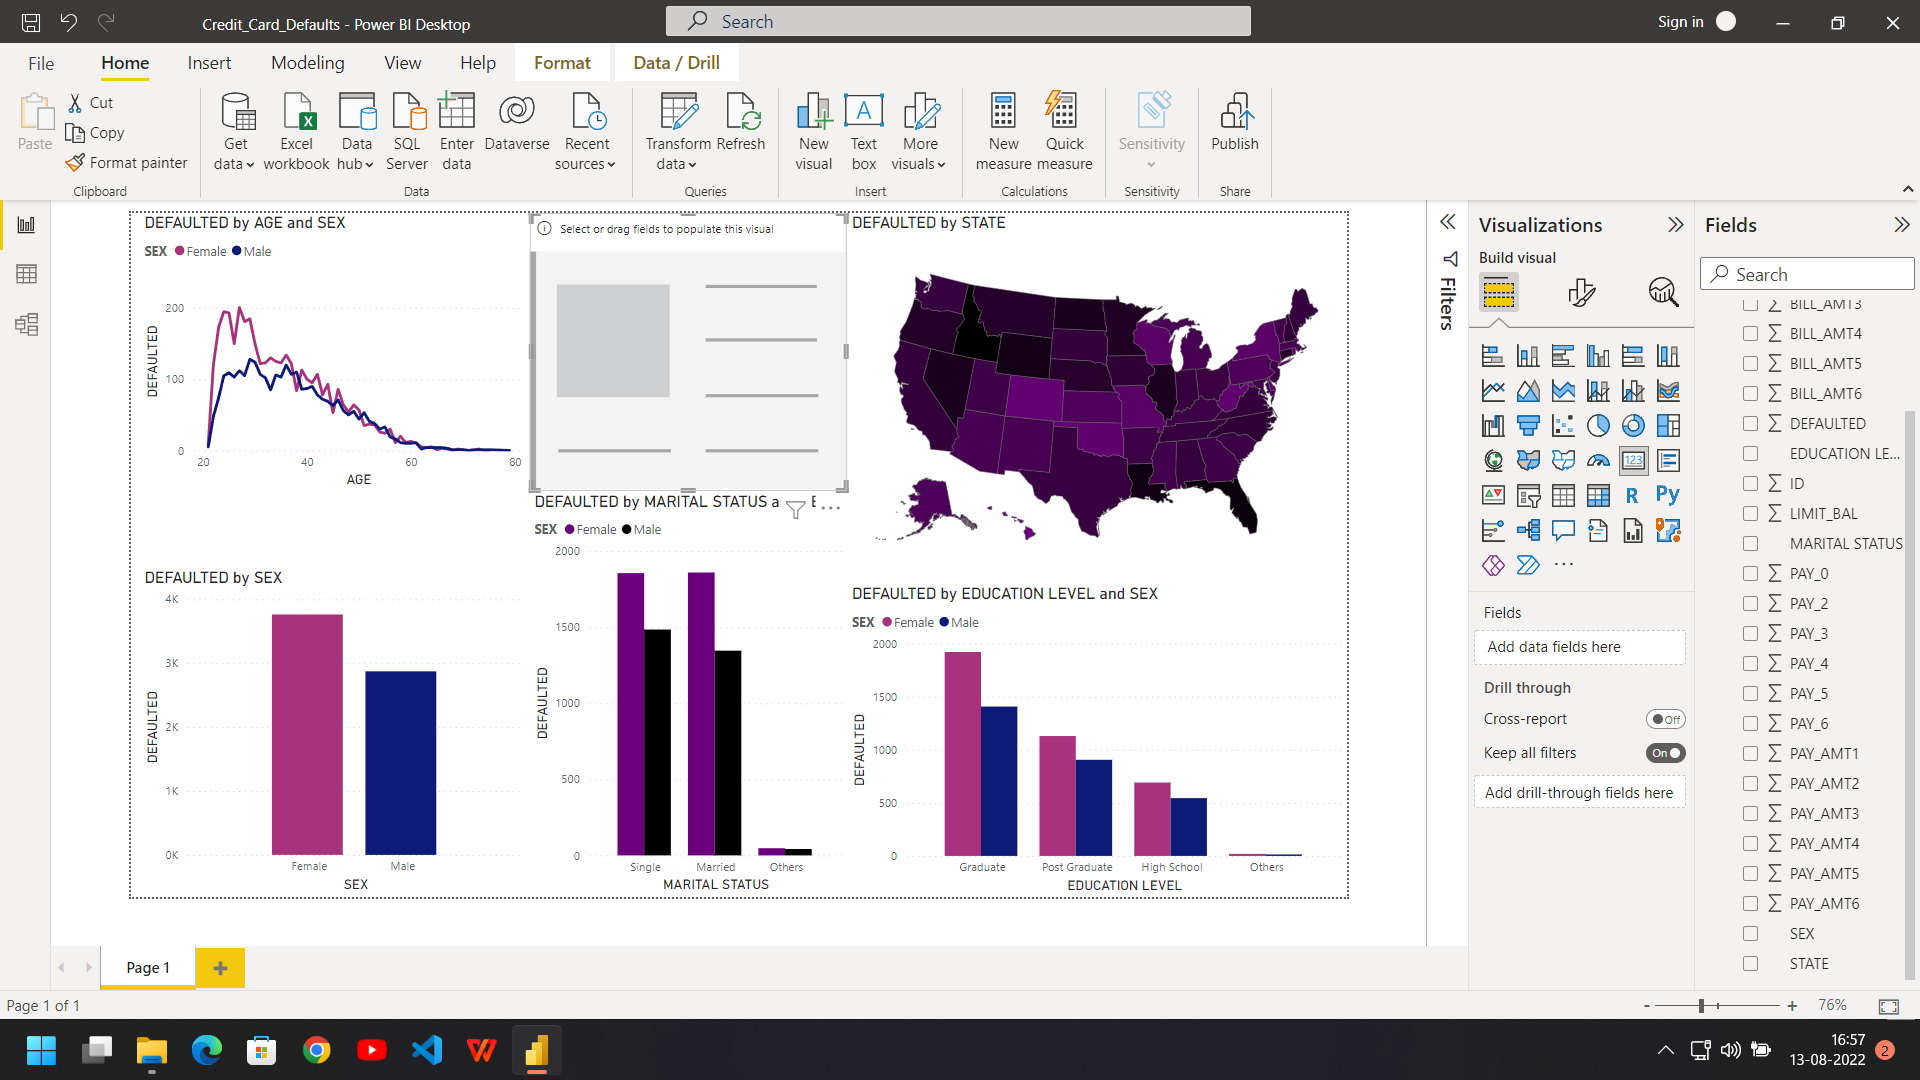 Credit_Card_Defaults - Power BI Desktop
Search
Sign in
File
Home
Insert
Modeling
View
Help
Format
Data / Drill
Paste
Cut
Copy
Format painter
Clipboard
Get data
Excel workbook
Data hub
SQL Server
Enter data
Dataverse
Recent sources
Data
Transform data
Refresh
Queries
New visual
Text box
More visuals
Insert
New measure
Quick measure
Calculations
Sensitivity
Sensitivity
Publish
Share
DEFAULTED by AGE and SEX
SEX Female Male
DEFAULTED
200
100
0
20 40 60 80
AGE
Select or drag fields to populate this visual
DEFAULTED by STATE
DEFAULTED by SEX
DEFAULTED
4K
3K
2K
1K
0K
Female Male
SEX
DEFAULTED by MARITAL STATUS a
SEX Female Male
DEFAULTED
2000
1500
1000
500
0
Single Married Others
MARITAL STATUS
DEFAULTED by EDUCATION LEVEL and SEX
SEX Female Male
DEFAULTED
2000
1500
1000
500
0
Graduate Post Graduate High School Others
EDUCATION LEVEL
Filters
Visualizations
Build visual
123
R
Py
Fields
Add data fields here
Drill through
Cross-report
Off
Keep all filters
On
Add drill-through fields here
Fields
Search
BILL_AMT3
BILL_AMT4
BILL_AMT5
BILL_AMT6
DEFAULTED
EDUCATION LE...
ID
LIMIT_BAL
MARITAL STATUS
PAY_0
PAY_2
PAY_3
PAY_4
PAY_5
PAY_6
PAY_AMT1
PAY_AMT2
PAY_AMT3
PAY_AMT4
PAY_AMT5
PAY_AMT6
SEX
STATE
Page 1
Page 1 of 1
76%
16:57
13-08-2022
2